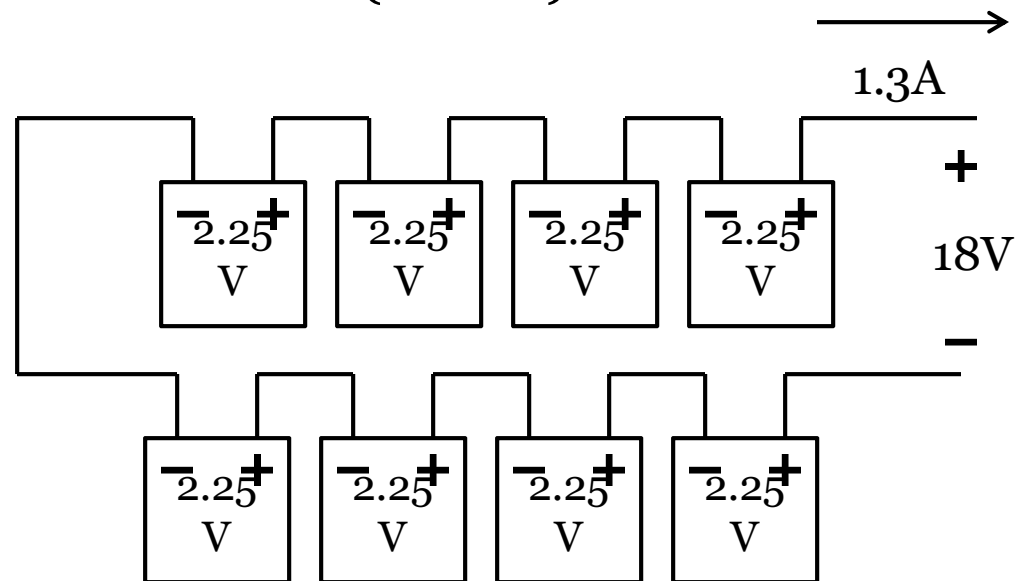 1.3A
− + − + − + − +
2.25 2.25 2.25 2.25
V V V V
+
18V
−
− + − + − + − +
2.25 2.25 2.25 2.25
V V V V